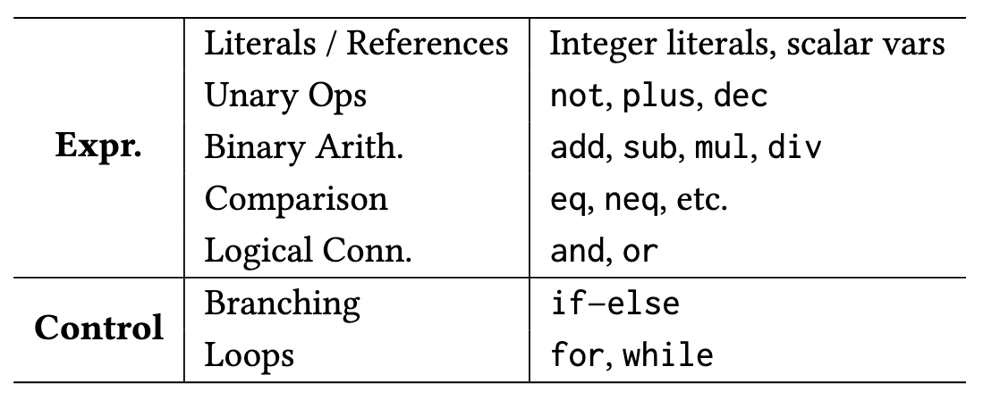 Expr.
Literals / References Integer literals, scalar vars
Unary Ops not, plus, dec
Binary Arith. add, sub, mul, div
Comparison eq, neq, etc.
Logical Conn. and, or
Control
Branching if-else
Loops for, while